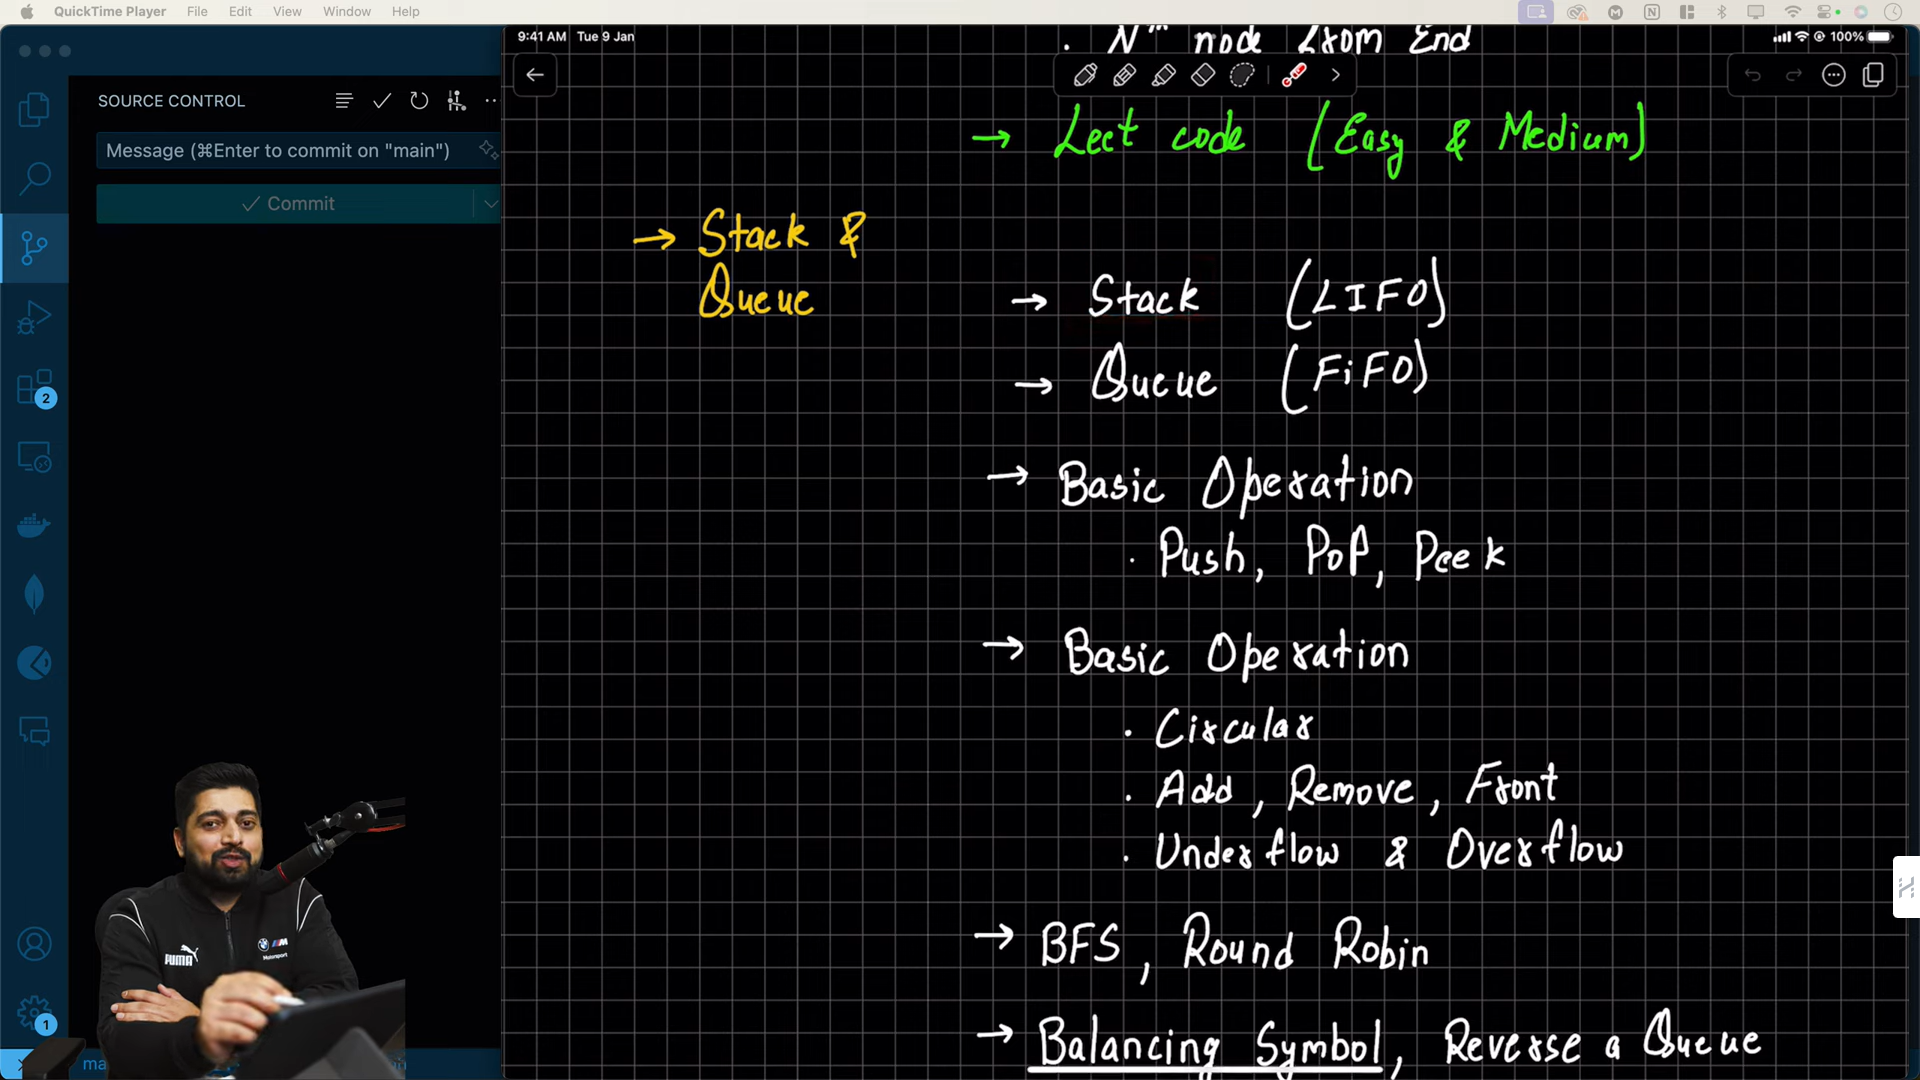 QuickTime Player File Edit View Window Help
9:41 AM Tue 9 Jan
100%
. Nth node from End
SOURCE CONTROL
Message (⌘Enter to commit on "main")
Commit
→ Leet code (Easy & Medium)
→ Stack &
Queue
→ Stack (LIFO)
→ Queue (FiFO)
→ Basic Operation
. Push, PoP, Peek
→ Basic Operation
. Circular
. Add, Remove, Front
. Underflow & Overflow
→ BFS, Round Robin
→ Balancing Symbol, Reverse a Queue
2
1
PUMA
M
Motorsport
ma